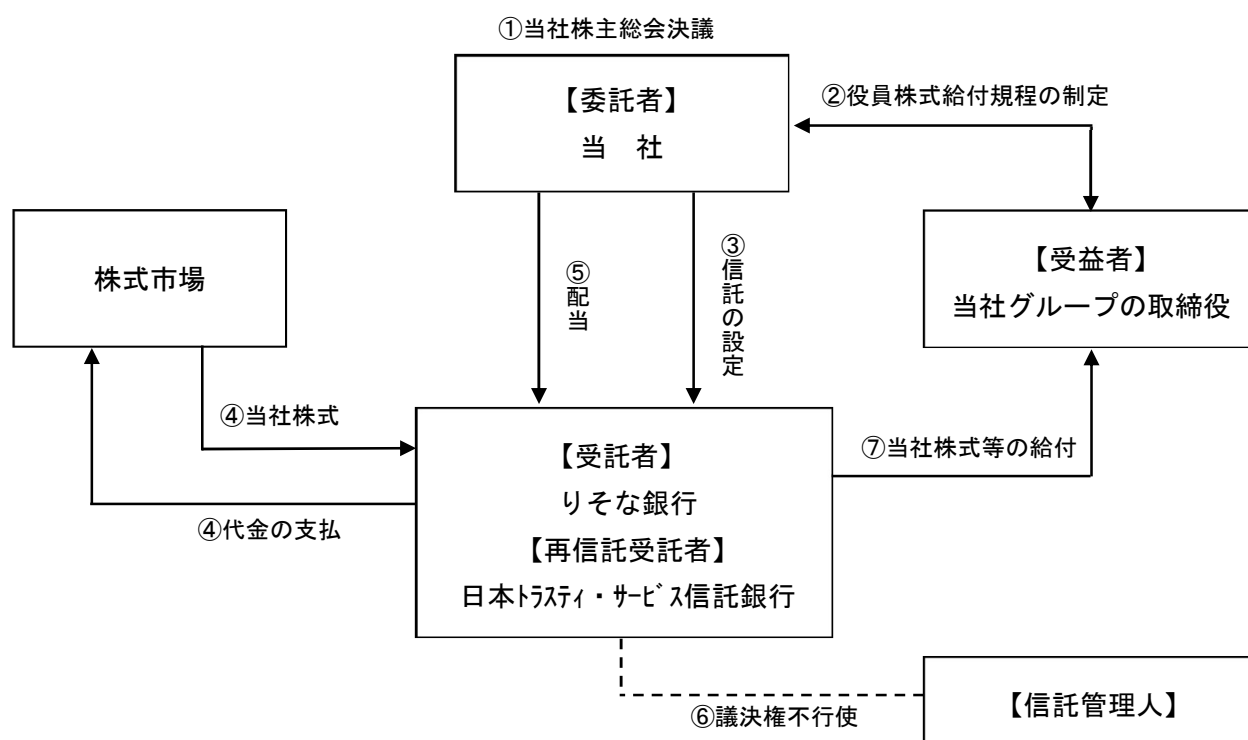 ①当社株主総会決議
【委託者】
当　社
②役員株式給付規程の制定
株式市場
⑤配当
③信託の設定
【受益者】
当社グループの取締役
④当社株式
④代金の支払
【受託者】
りそな銀行
【再信託受託者】
日本ﾄﾗｽﾃｨ・ｻｰﾋﾞｽ信託銀行
⑦当社株式等の給付
⑥議決権不行使
【信託管理人】